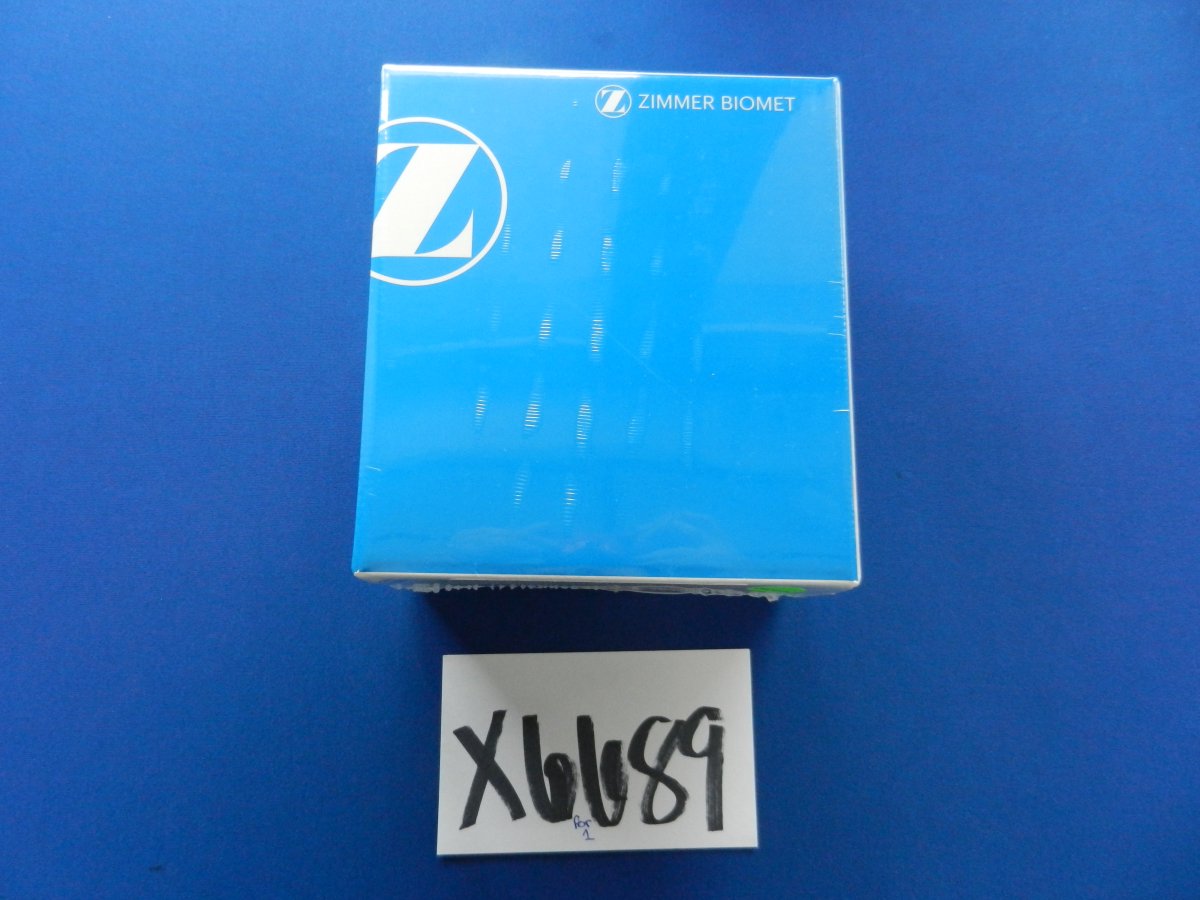 ZIMMER BIOMET
X6689
for
1